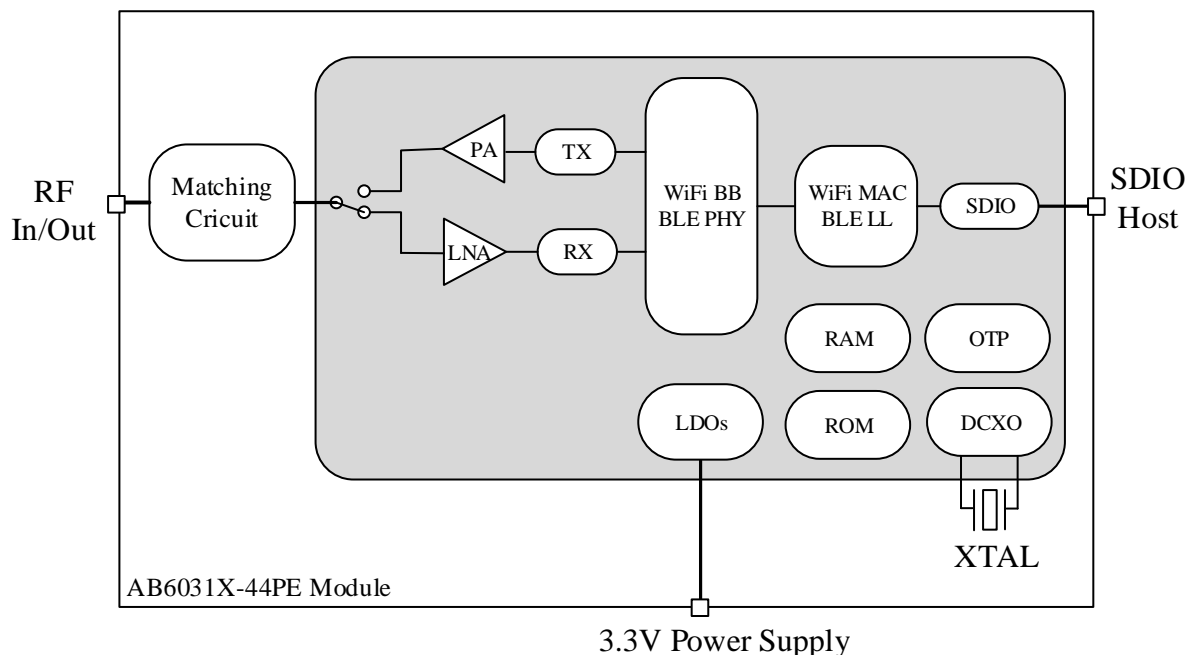 RF
In/Out
Matching
Cricuit
PA
TX
LNA
RX
WiFi BB
BLE PHY
WiFi MAC
BLE LL
SDIO
SDIO
Host
RAM
OTP
LDOs
ROM
DCXO
XTAL
AB6031X-44PE Module
3.3V Power Supply